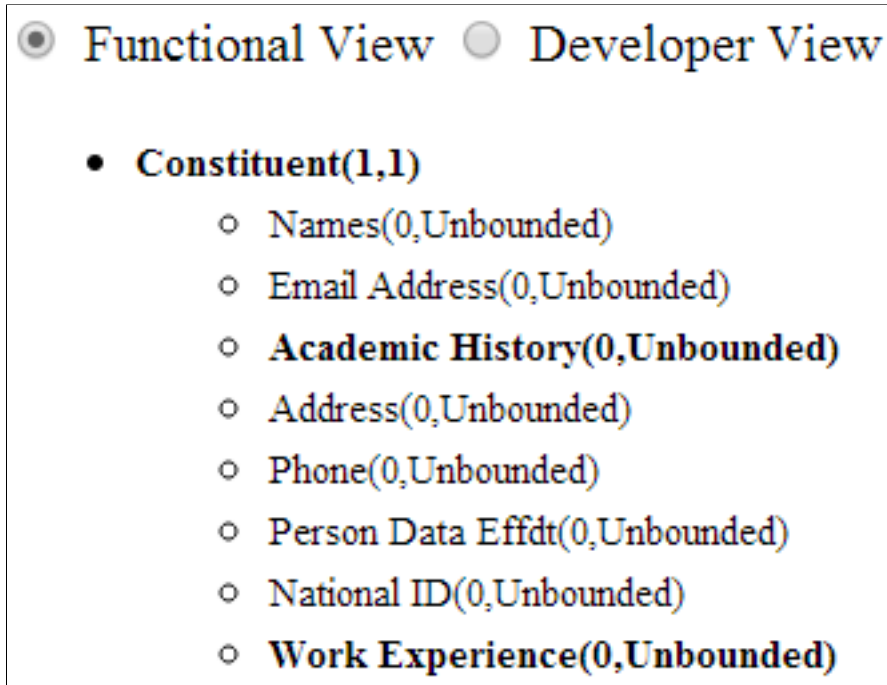 Functional View Developer View
Constituent(1,1)
Names(0,Unbounded)
Email Address(0,Unbounded)
Academic History(0,Unbounded)
Address(0,Unbounded)
Phone(0,Unbounded)
Person Data Effdt(0,Unbounded)
National ID(0,Unbounded)
Work Experience(0,Unbounded)